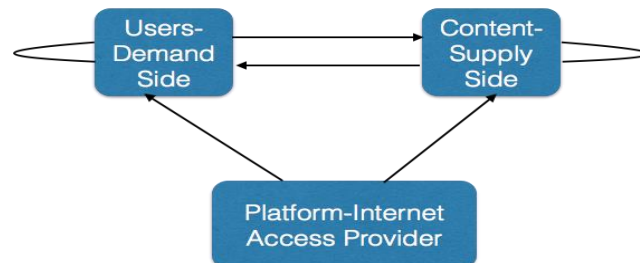 Users-
Demand
Side
Content-
Supply
Side
Platform-Internet
Access Provider